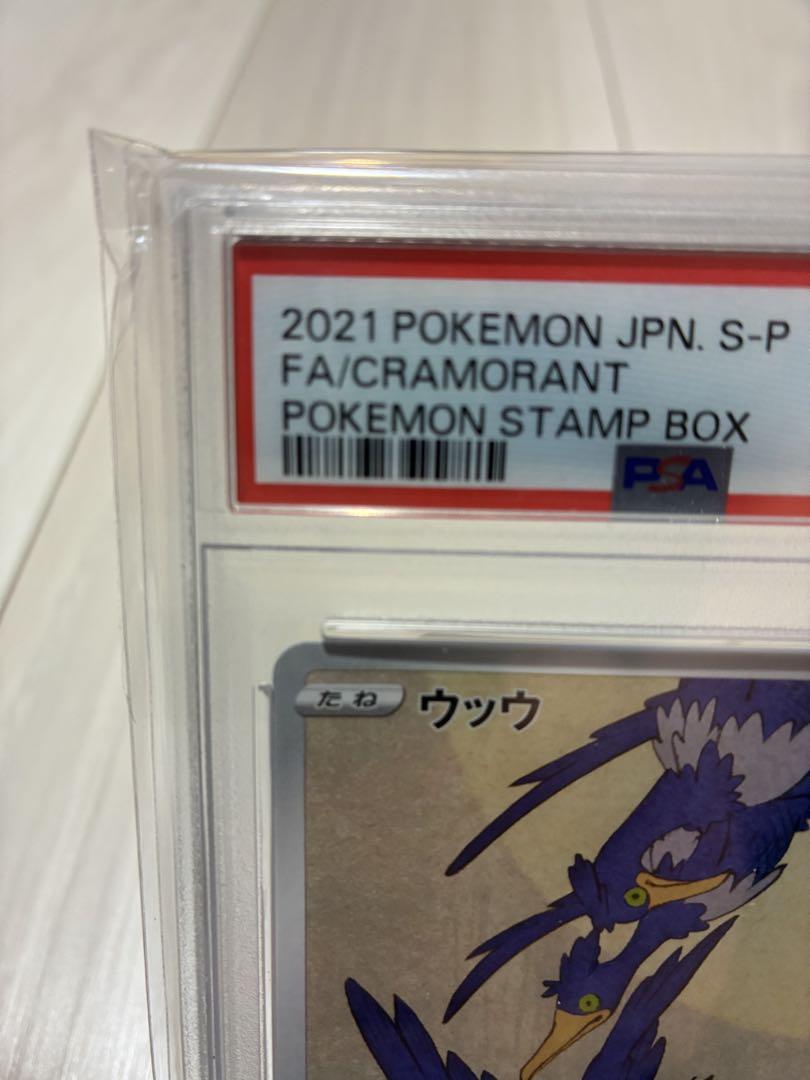 2021 POKEMON JPN. S-P
FA/CRAMORANT
POKEMON STAMP BOX
PSA
たね ウッウ